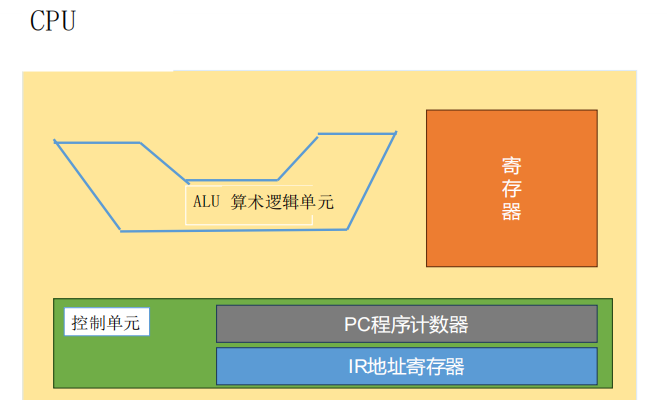 CPU
ALU 算术逻辑单元
寄
存
器
控制单元
PC程序计数器
IR地址寄存器